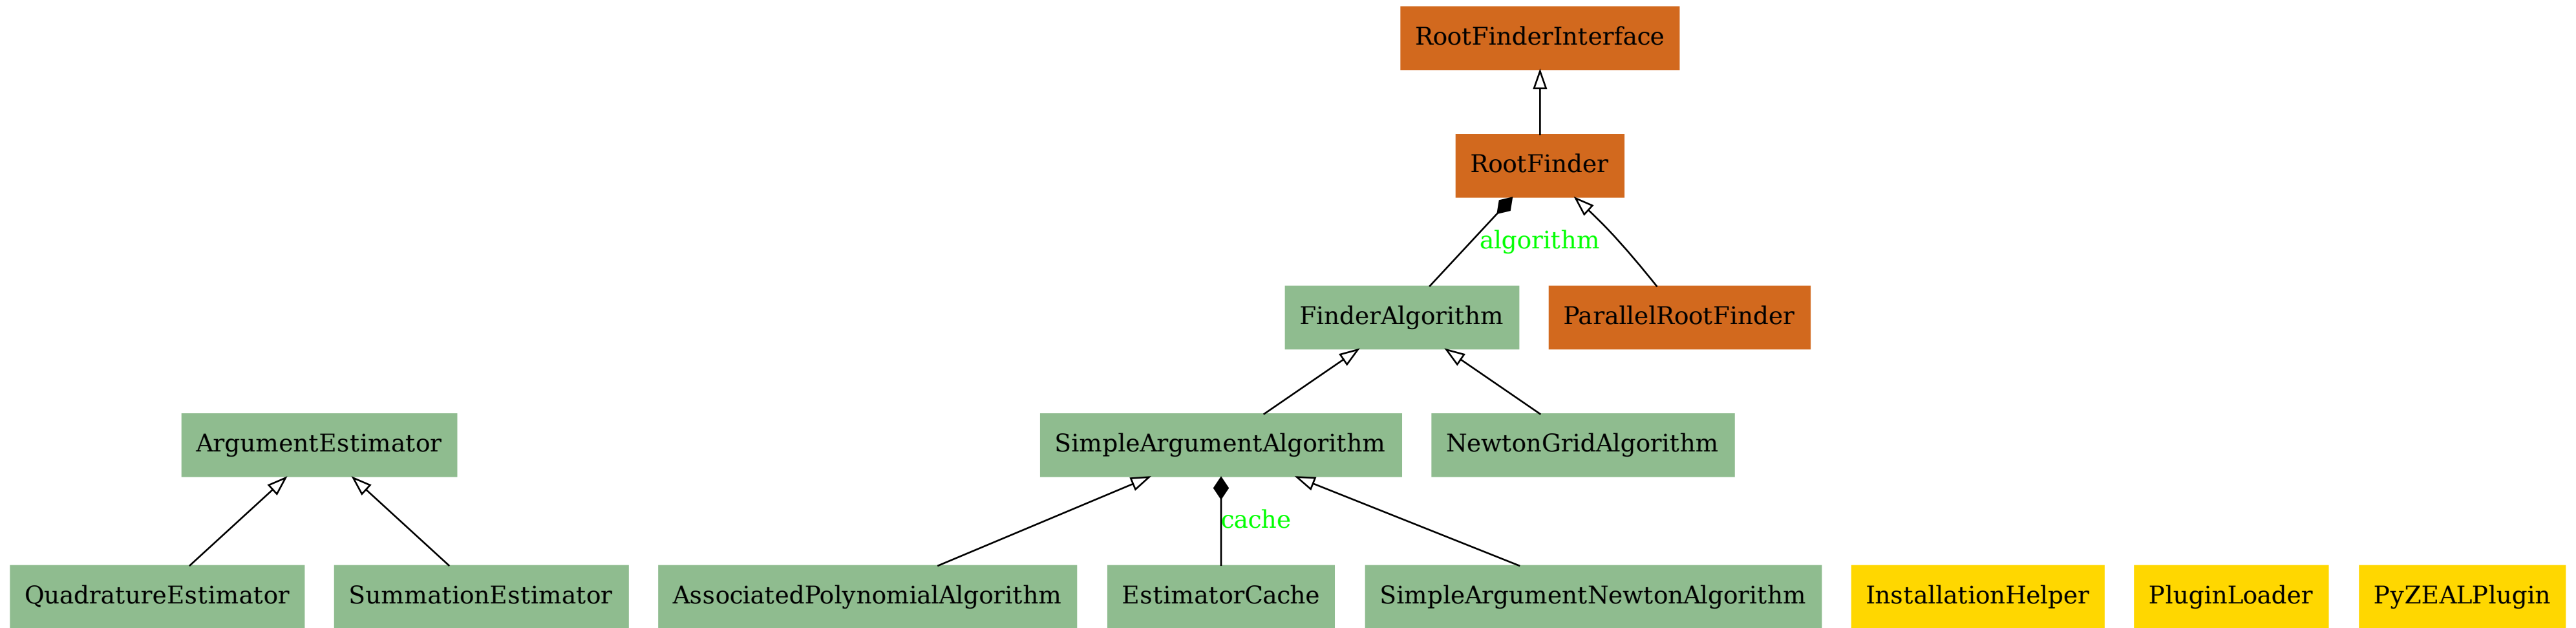 RootFinderInterface
RootFinder
algorithm
FinderAlgorithm
ParallelRootFinder
ArgumentEstimator
SimpleArgumentAlgorithm
NewtonGridAlgorithm
cache
QuadratureEstimator
SummationEstimator
AssociatedPolynomialAlgorithm
EstimatorCache
SimpleArgumentNewtonAlgorithm
InstallationHelper
PluginLoader
PyZEALPlugin